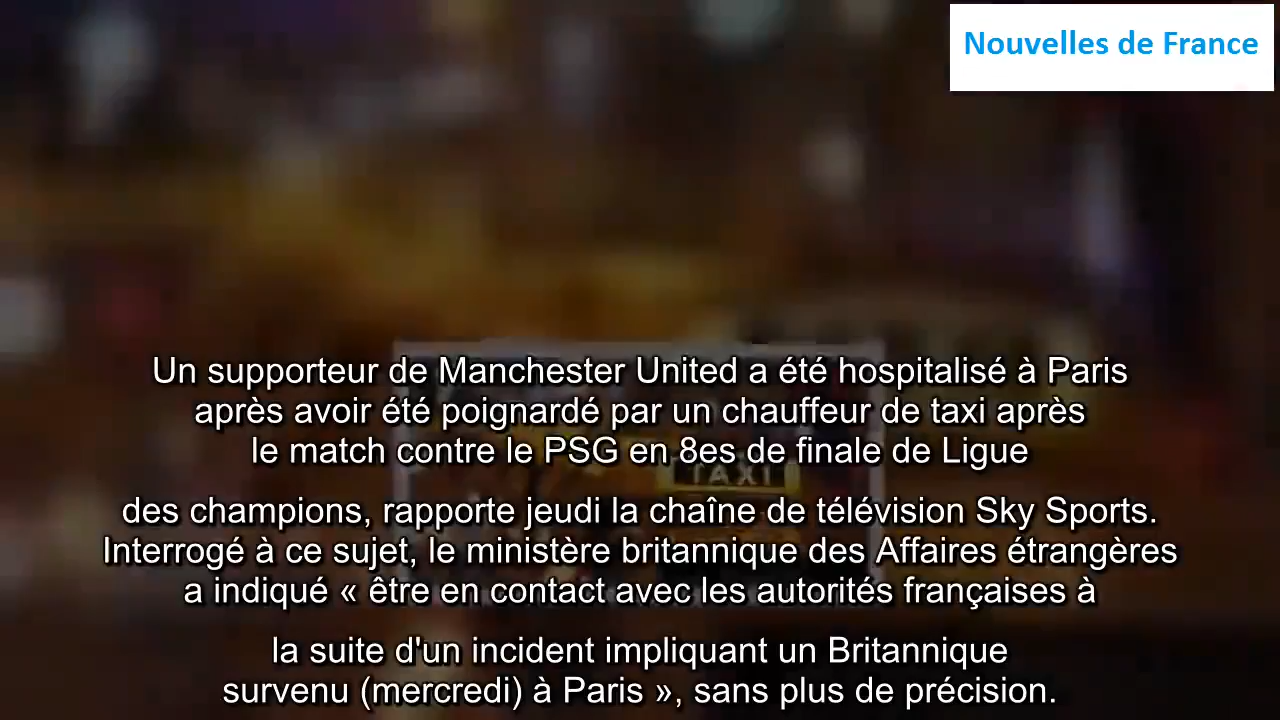 Nouvelles de France
Un supporteur de Manchester United a été hospitalisé à Paris
après avoir été poignardé par un chauffeur de taxi après
le match contre le PSG en 8es de finale de Ligue
TAXI
des champions, rapporte jeudi la chaîne de télévision Sky Sports.
Interrogé à ce sujet, le ministère britannique des Affaires étrangères
a indiqué « être en contact avec les autorités françaises à
la suite d'un incident impliquant un Britannique
survenu (mercredi) à Paris », sans plus de précision.